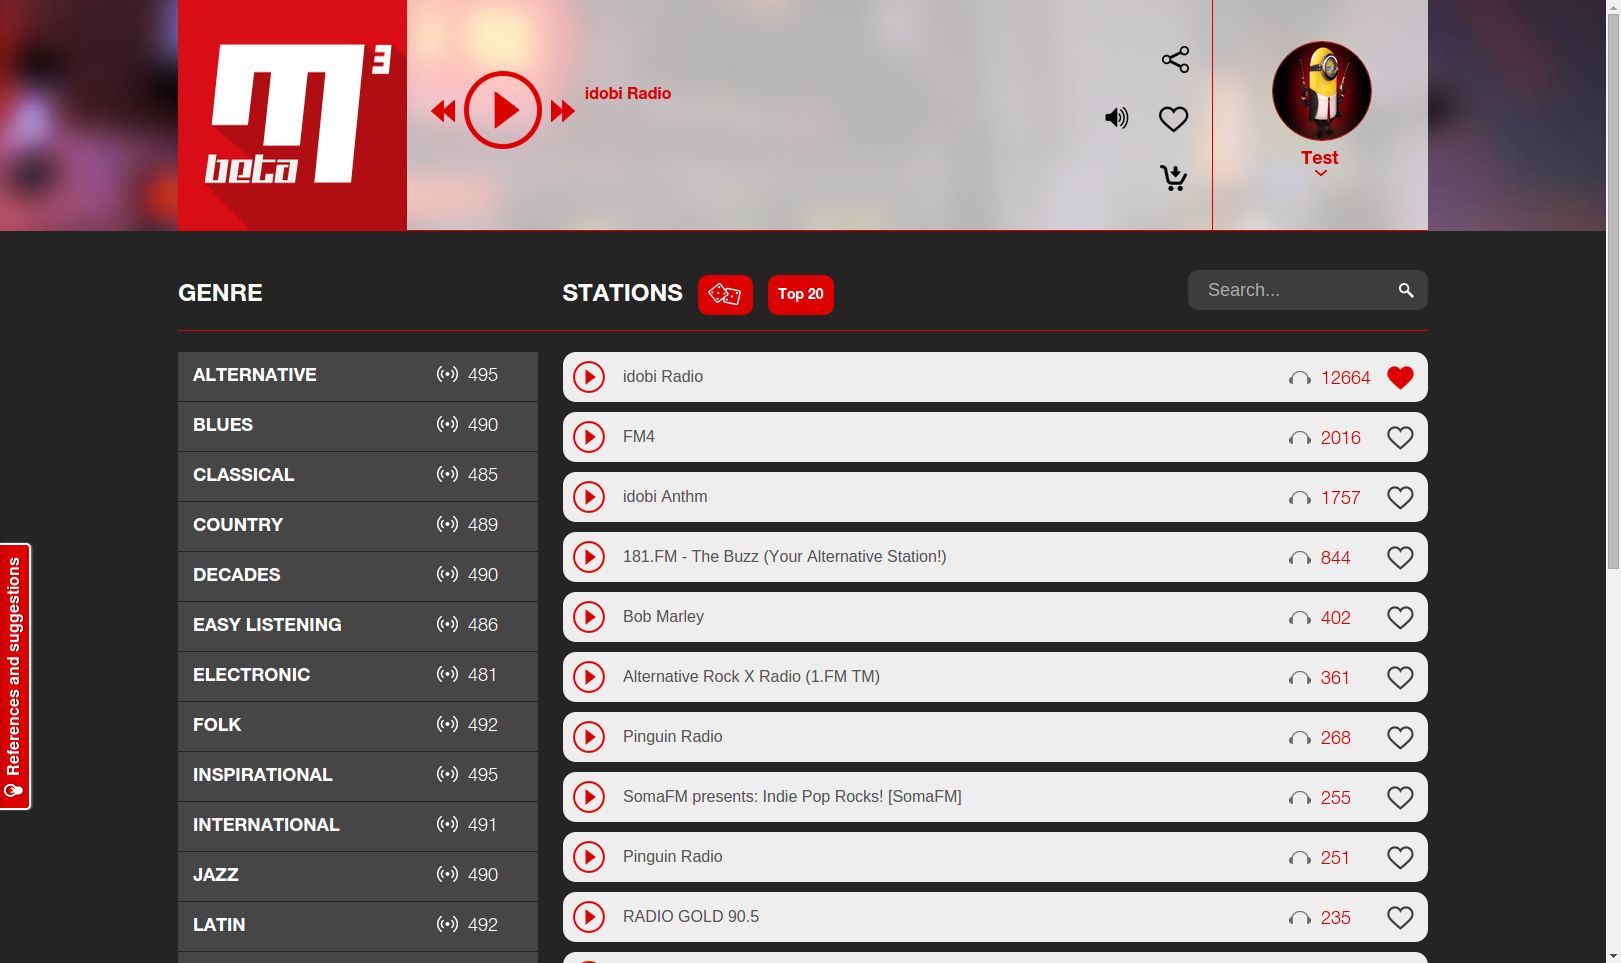 m3
beta
idobi Radio
Test
GENRE
STATIONS
Top 20
Search...
ALTERNATIVE 495
BLUES 490
CLASSICAL 485
COUNTRY 489
DECADES 490
EASY LISTENING 486
ELECTRONIC 481
FOLK 492
INSPIRATIONAL 495
INTERNATIONAL 491
JAZZ 490
LATIN 492
idobi Radio 12664
FM4 2016
idobi Anthm 1757
181.FM - The Buzz (Your Alternative Station!) 844
Bob Marley 402
Alternative Rock X Radio (1.FM TM) 361
Pinguin Radio 268
SomaFM presents: Indie Pop Rocks! [SomaFM] 255
Pinguin Radio 251
RADIO GOLD 90.5 235
References and suggestions